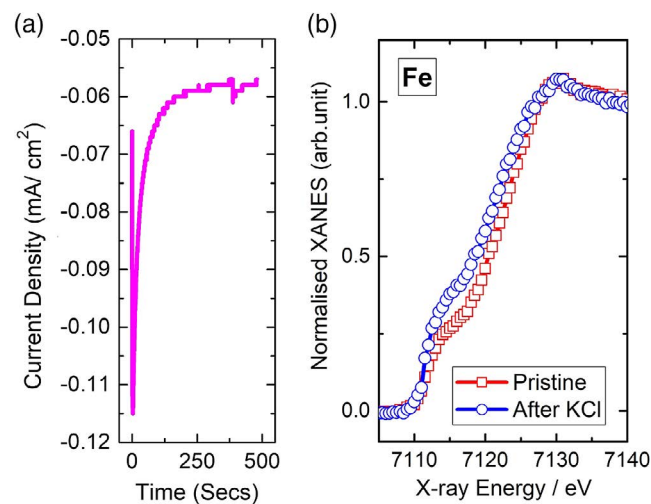 (a)
-0.05
-0.06
-0.07
-0.08
-0.09
-0.10
-0.11
-0.12
Current Density (mA/ cm²)
0 250 500
Time (Secs)
(b)
Fe
1.0
0.5
0.0
Normalised XANES (arb.unit)
Pristine
After KCl
7110 7120 7130 7140
X-ray Energy / eV